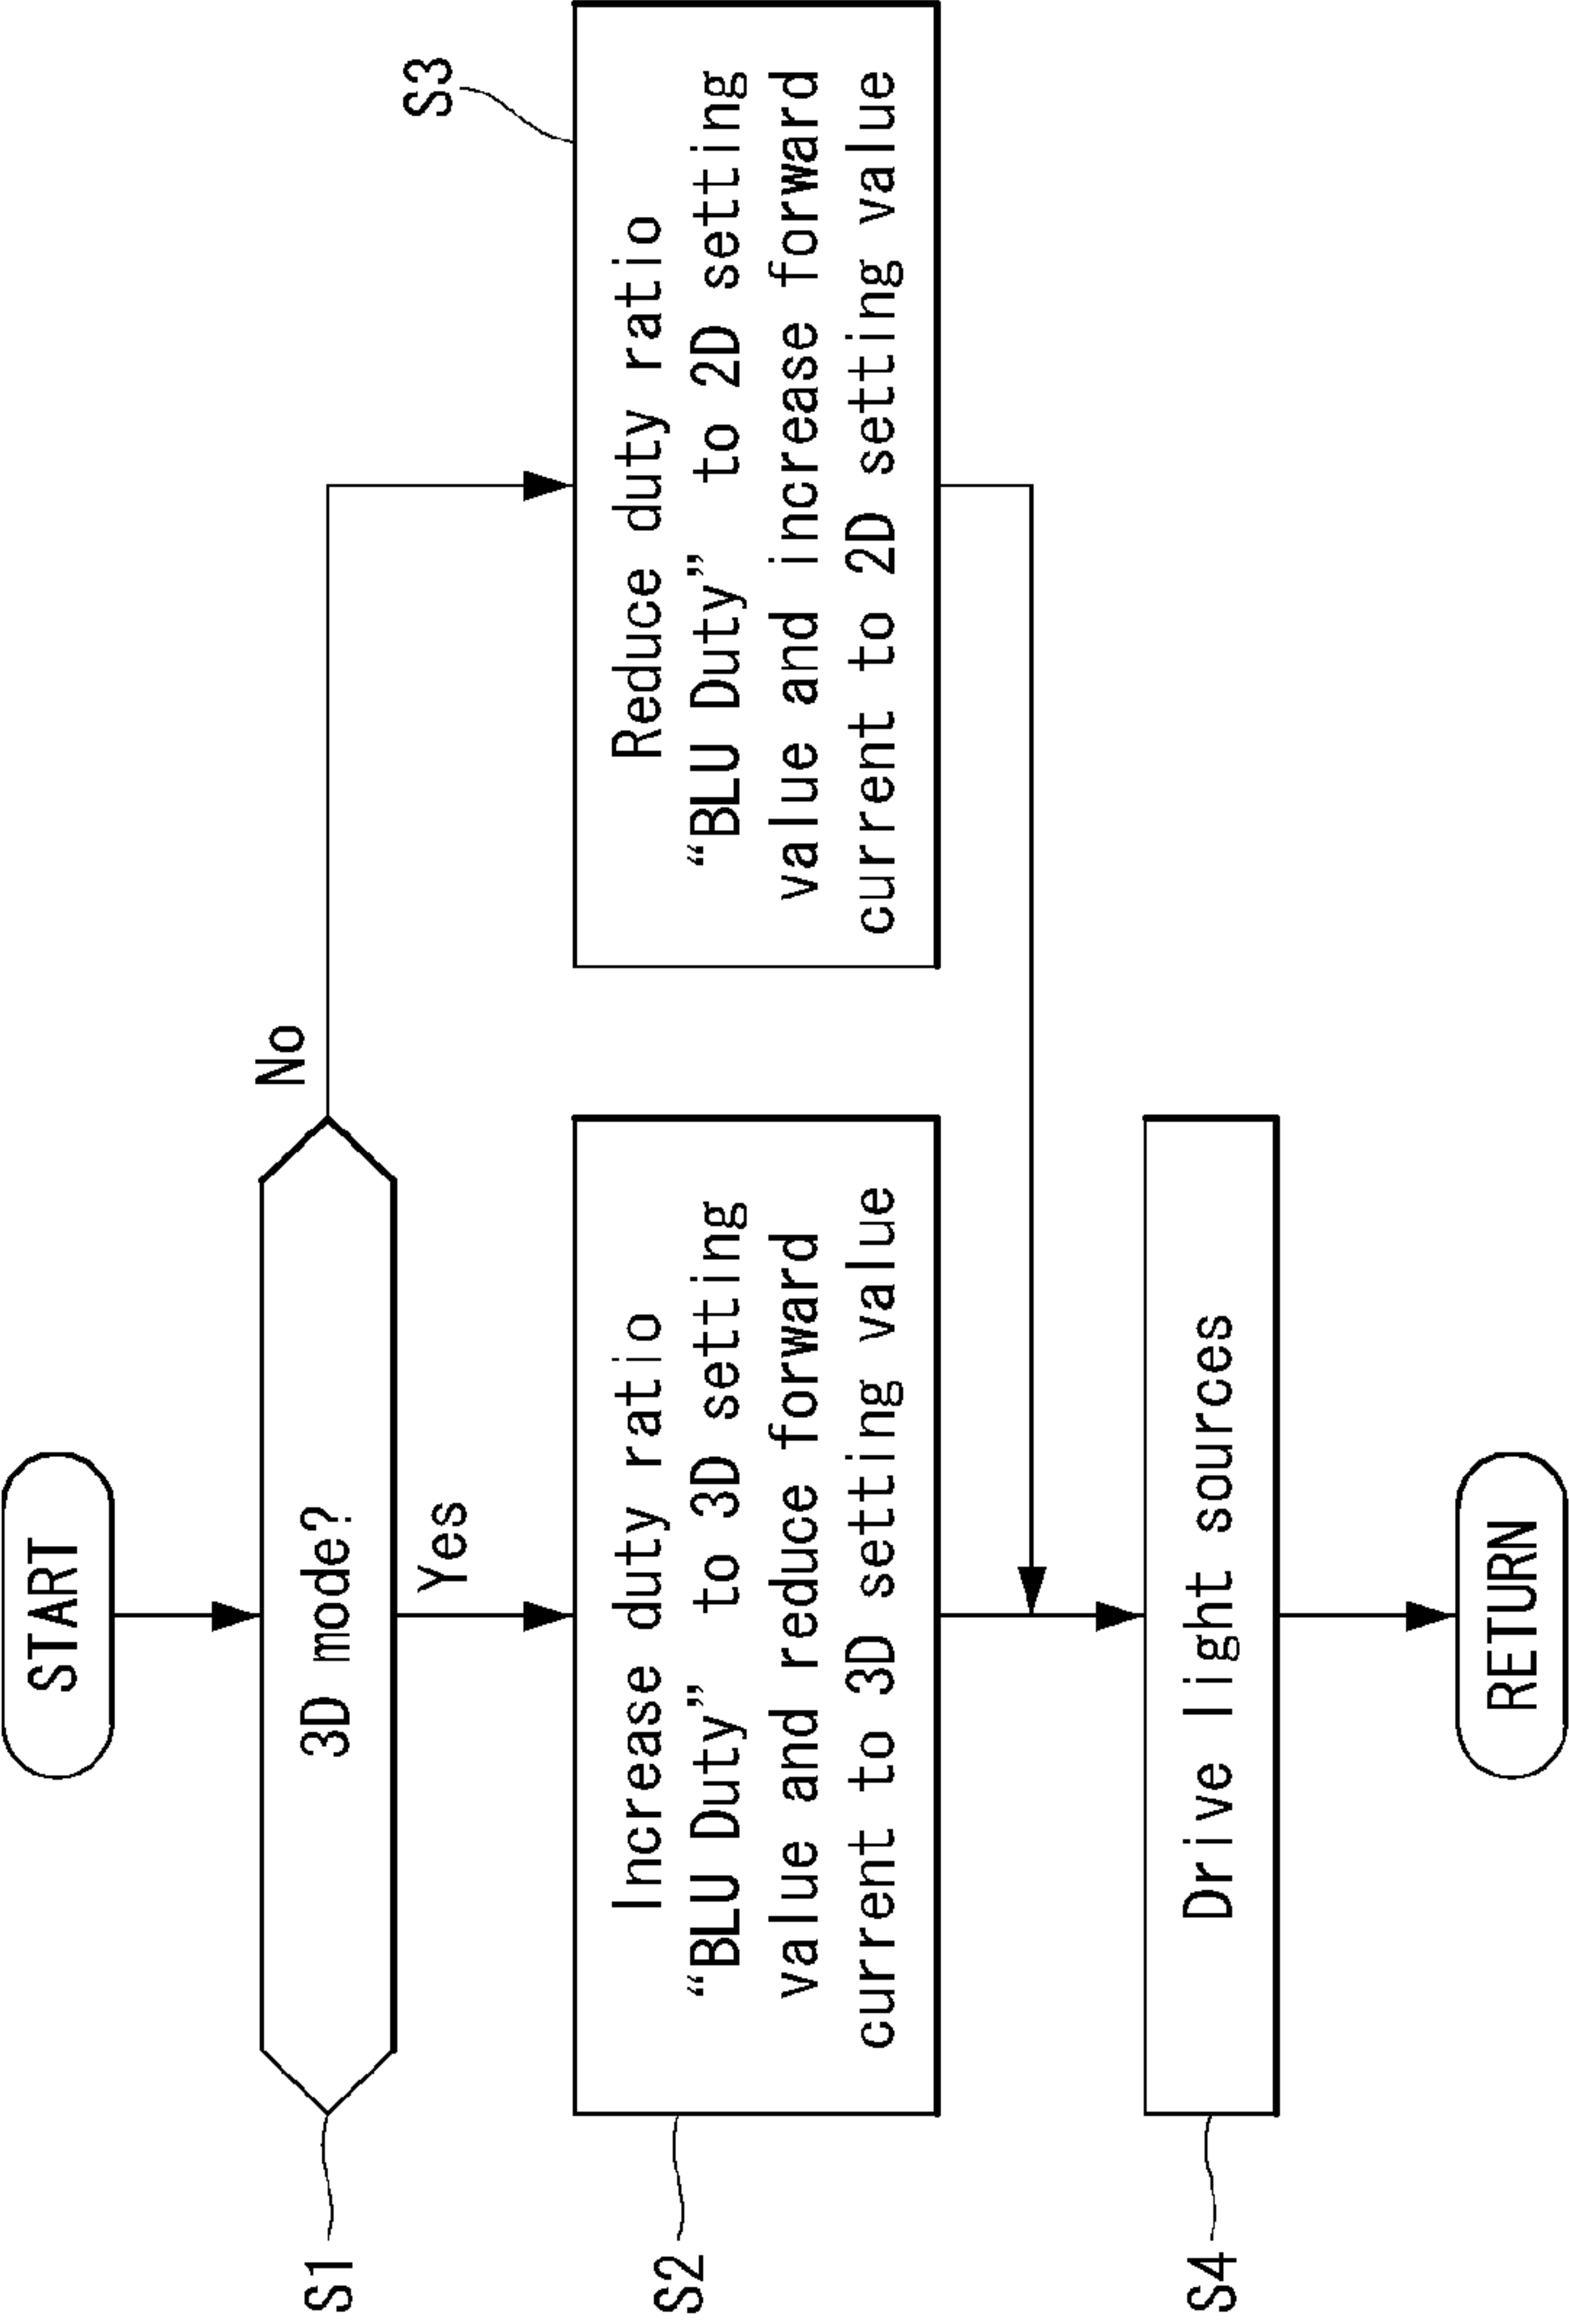 START
S1
3D mode?
No
Yes
S2
Increase duty ratio
“BLU Duty” to 3D setting
value and reduce forward
current to 3D setting value
S3
Reduce duty ratio
“BLU Duty” to 2D setting
value and increase forward
current to 2D setting value
S4
Drive light sources
RETURN